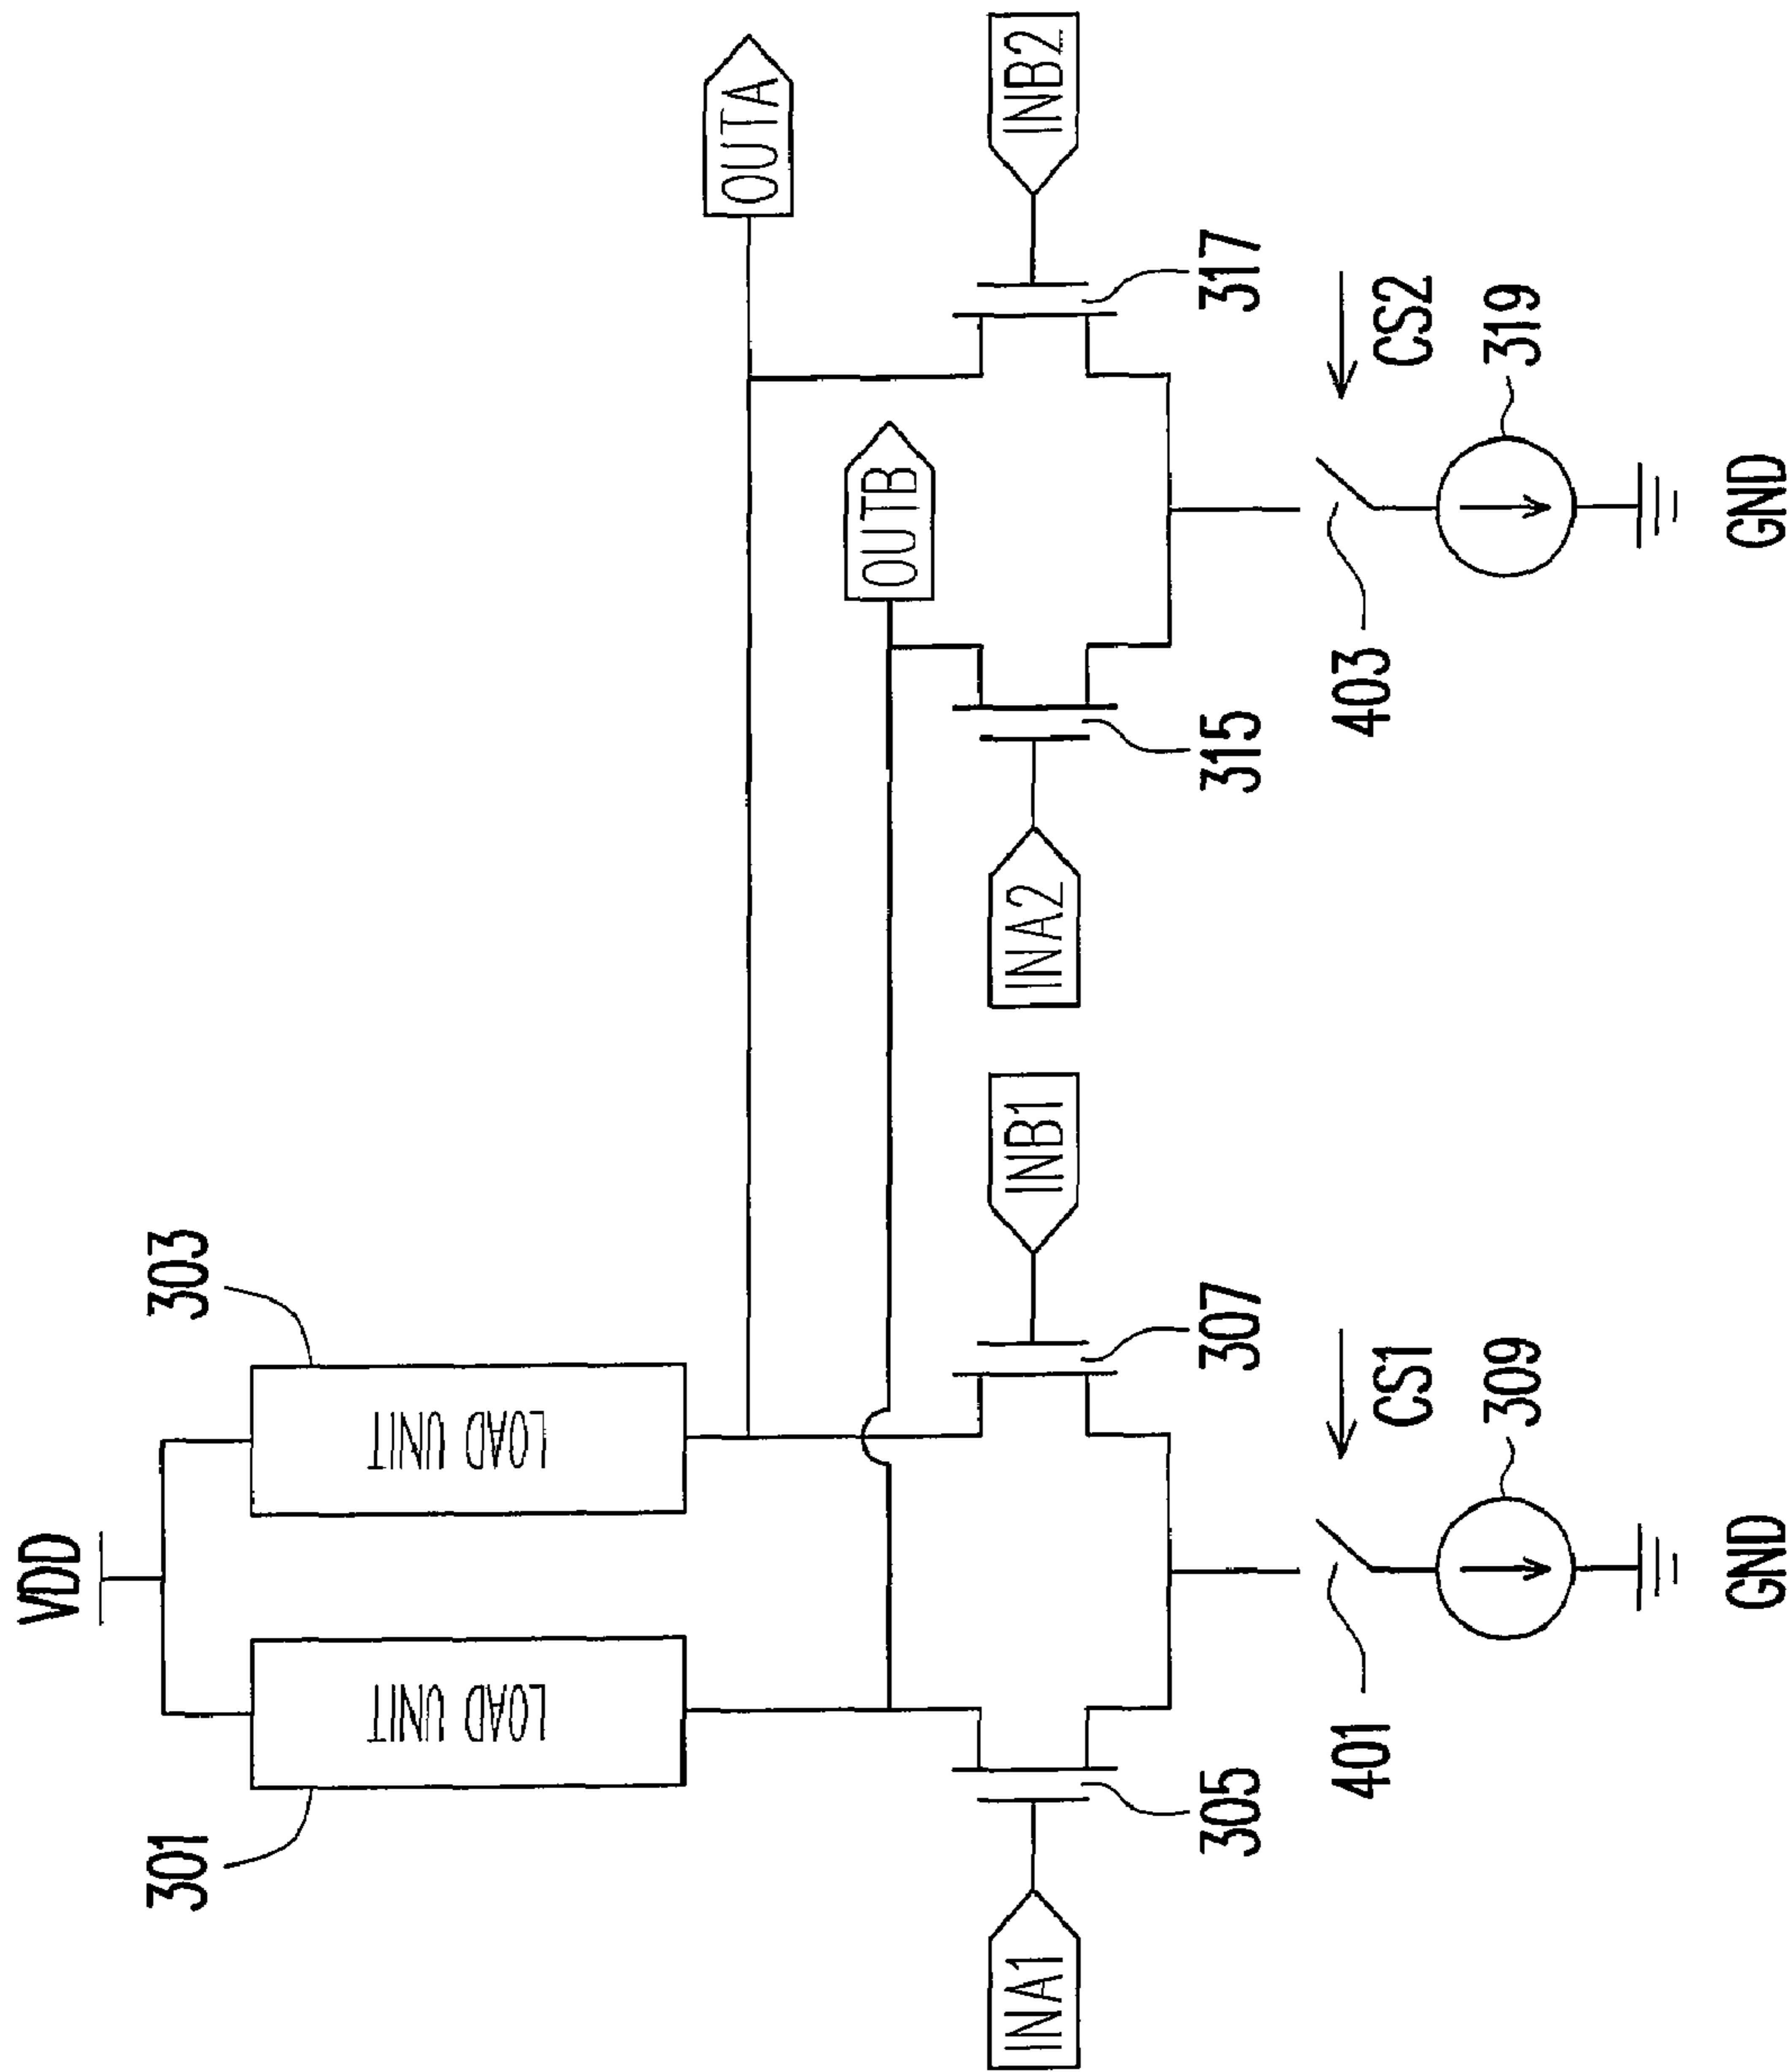 VDD
301
LOAD UNIT
LOAD UNIT
303
OUTA
OUTB
INA1
INB1
INA2
INB2
305
307
315
317
401
CS1
403
CS2
309
319
GND
GND